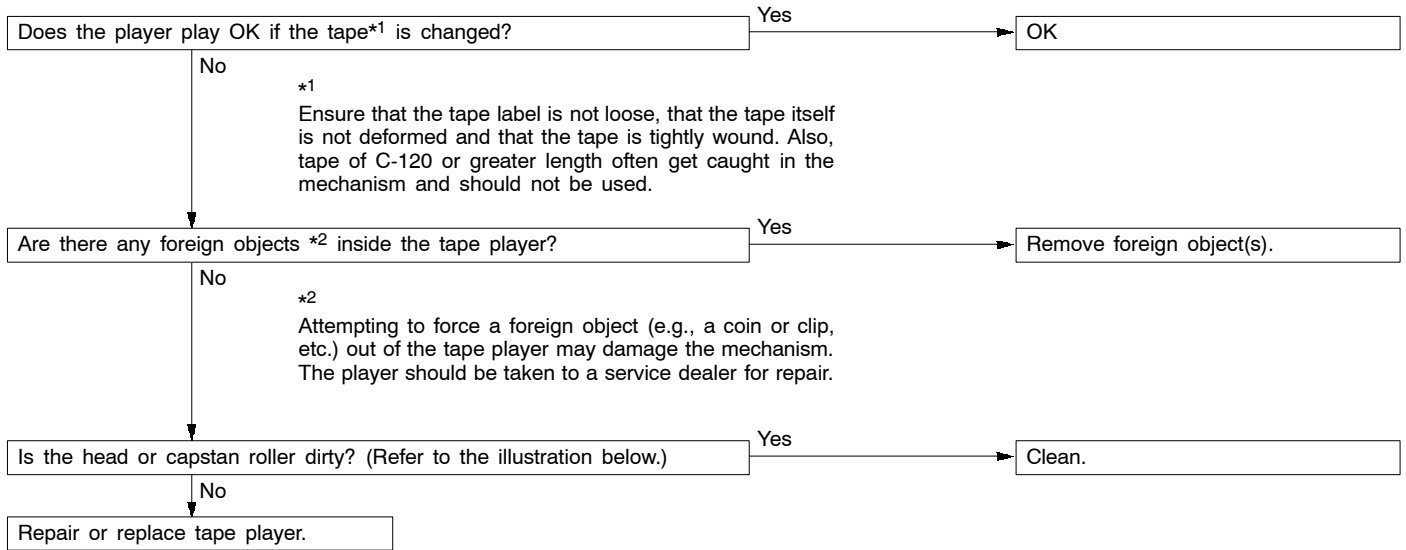 Does the player play OK if the tape*1 is changed?
Yes
OK
No
*1
Ensure that the tape label is not loose, that the tape itself
is not deformed and that the tape is tightly wound. Also,
tape of C-120 or greater length often get caught in the
mechanism and should not be used.
Are there any foreign objects *2 inside the tape player?
Yes
Remove foreign object(s).
No
*2
Attempting to force a foreign object (e.g., a coin or clip,
etc.) out of the tape player may damage the mechanism.
The player should be taken to a service dealer for repair.
Is the head or capstan roller dirty? (Refer to the illustration below.)
Yes
Clean.
No
Repair or replace tape player.